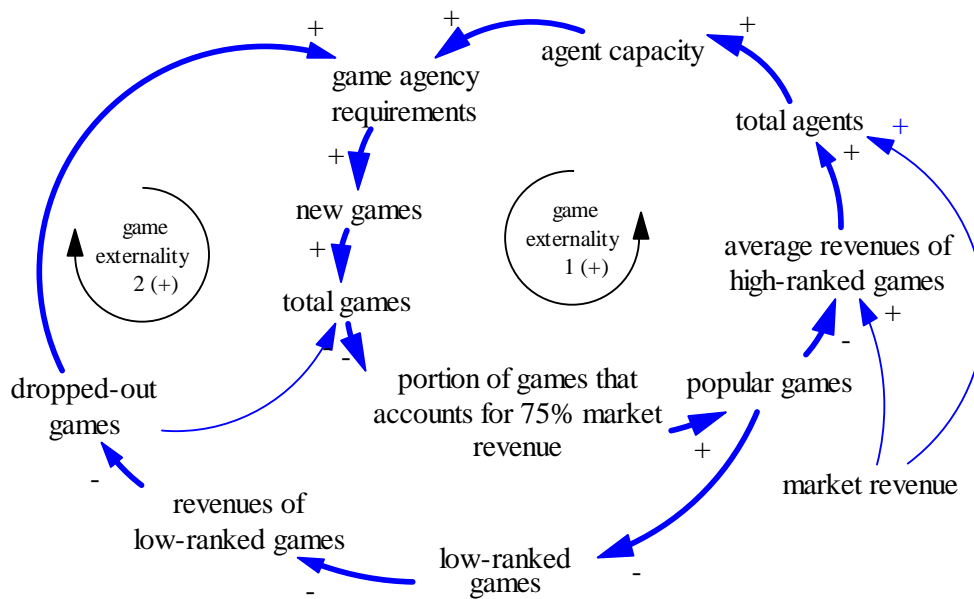 +
+
+
agent capacity
game agency
requirements
total agents
+
+
+
new games
game
externality
2 (+)
game
externality
1 (+)
+
average revenues of
high-ranked games
total games
+
-
-
-
dropped-out
games
portion of games that
accounts for 75% market
revenue
popular games
+
-
market revenue
revenues of
low-ranked games
low-ranked
games
-
-